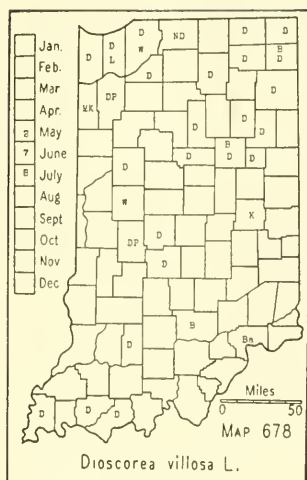 Jan.
Feb.
Mar
Apr.
2 May
7 June
8 July
Aug
Sept
Oct
Nov
Dec
D D L D W ND D D
D B
D D
D
M.K DP
D
D D
D B
D D D
D
W
K
DP D
D
B
D
Bn
D D D
Miles
0 50
MAP 678
Dioscorea villosa L.